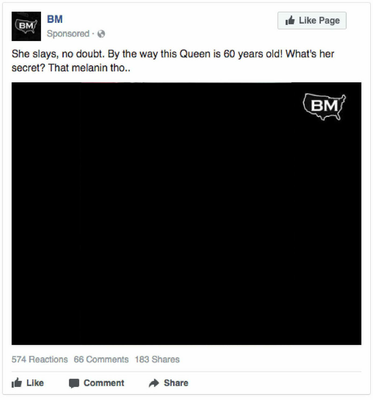 BM
BM
Sponsored ·
Like Page
She slays, no doubt. By the way this Queen is 60 years old! What's her
secret? That melanin tho..
BM
574 Reactions 66 Comments 183 Shares
Like Comment Share